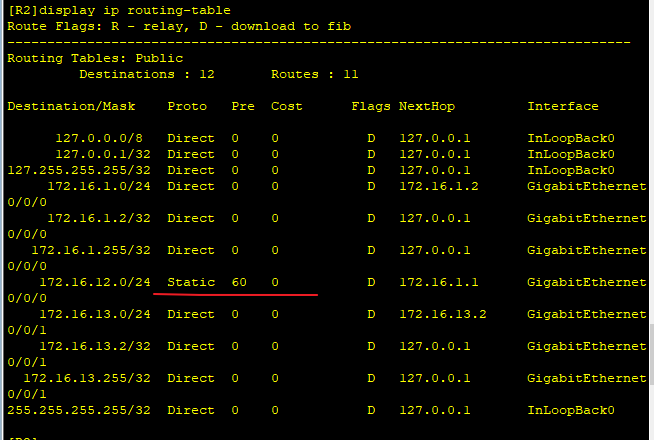 [R2]display ip routing-table
Route Flags: R - relay, D - download to fib
------------------------------------------------------------------------------
Routing Tables: Public
         Destinations : 12       Routes : 11

Destination/Mask    Proto   Pre  Cost      Flags NextHop         Interface

      127.0.0.0/8   Direct  0    0           D   127.0.0.1       InLoopBack0
      127.0.0.1/32  Direct  0    0           D   127.0.0.1       InLoopBack0
127.255.255.255/32  Direct  0    0           D   127.0.0.1       InLoopBack0
     172.16.1.0/24  Direct  0    0           D   172.16.1.2      GigabitEthernet
0/0/0
     172.16.1.2/32  Direct  0    0           D   127.0.0.1       GigabitEthernet
0/0/0
   172.16.1.255/32  Direct  0    0           D   127.0.0.1       GigabitEthernet
0/0/0
    172.16.12.0/24  Static  60   0           D   172.16.1.1      GigabitEthernet
0/0/0
    172.16.13.0/24  Direct  0    0           D   172.16.13.2     GigabitEthernet
0/0/1
    172.16.13.2/32  Direct  0    0           D   127.0.0.1       GigabitEthernet
0/0/1
  172.16.13.255/32  Direct  0    0           D   127.0.0.1       GigabitEthernet
0/0/1
255.255.255.255/32  Direct  0    0           D   127.0.0.1       InLoopBack0